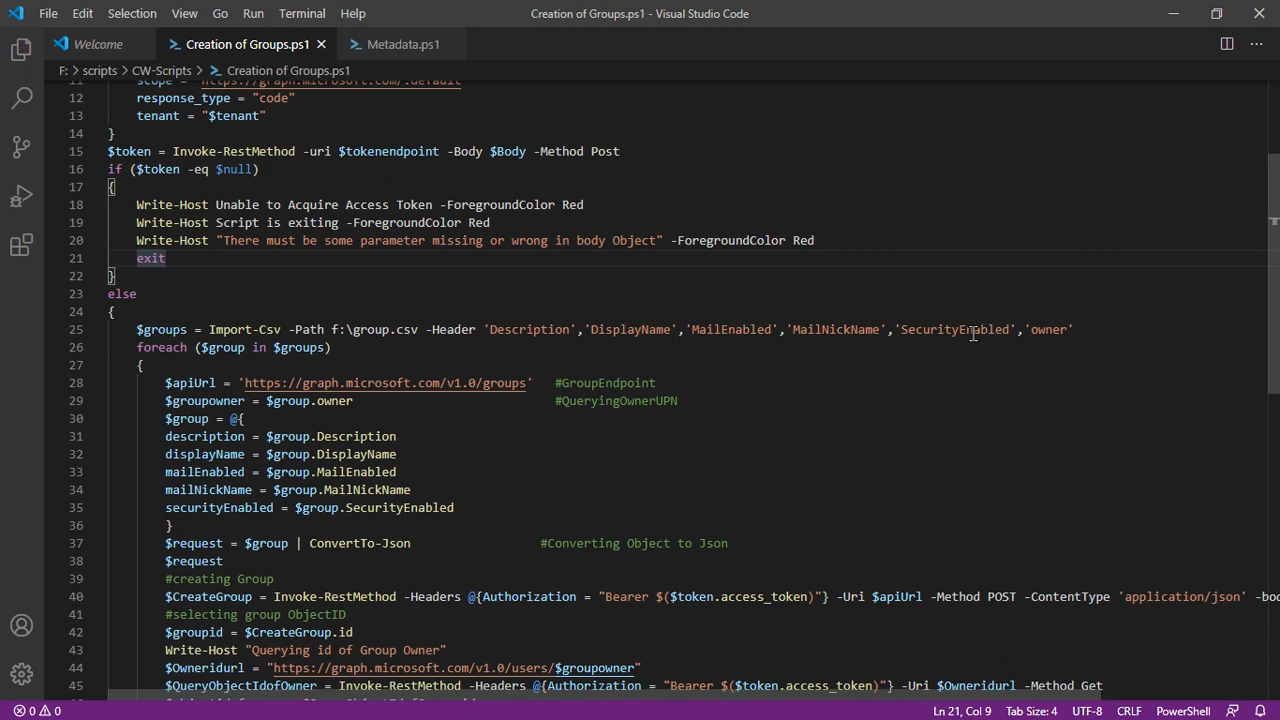 File Edit Selection View Go Run Terminal Help Creation of Groups.ps1 - Visual Studio Code
Welcome Creation of Groups.ps1 Metadata.ps1
F: > scripts > CW-Scripts > Creation of Groups.ps1
11 scope = "https://graph.microsoft.com/.default
12 response_type = "code"
13 tenant = "$tenant"
14 }
15 $token = Invoke-RestMethod -uri $tokenendpoint -Body $Body -Method Post
16 if ($token -eq $null)
17 {
18 Write-Host Unable to Acquire Access Token -ForegroundColor Red
19 Write-Host Script is exiting -ForegroundColor Red
20 Write-Host "There must be some parameter missing or wrong in body Object" -ForegroundColor Red
21 exit
22 }
23 else
24 {
25 $groups = Import-Csv -Path f:\group.csv -Header 'Description','DisplayName','MailEnabled','MailNickName','SecurityEnabled','owner'
26 foreach ($group in $groups)
27 {
28 $apiUrl = 'https://graph.microsoft.com/v1.0/groups' #GroupEndpoint
29 $groupowner = $group.owner #QueryingOwnerUPN
30 $group = @{
31 description = $group.Description
32 displayName = $group.DisplayName
33 mailEnabled = $group.MailEnabled
34 mailNickName = $group.MailNickName
35 securityEnabled = $group.SecurityEnabled
36 }
37 $request = $group | ConvertTo-Json #Converting Object to Json
38 $request
39 #creating Group
40 $CreateGroup = Invoke-RestMethod -Headers @{Authorization = "Bearer $($token.access_token)"} -Uri $apiUrl -Method POST -ContentType 'application/json' -bo
41 #selecting group ObjectID
42 $groupid = $CreateGroup.id
43 Write-Host "Querying id of Group Owner"
44 $Owneridurl = "https://graph.microsoft.com/v1.0/users/$groupowner"
45 $QueryObjectIdofOwner = Invoke-RestMethod -Headers @{Authorization = "Bearer $($token.access_token)"} -Uri $Owneridurl -Method Get
0 0 Ln 21, Col 9 Tab Size: 4 UTF-8 CRLF PowerShell